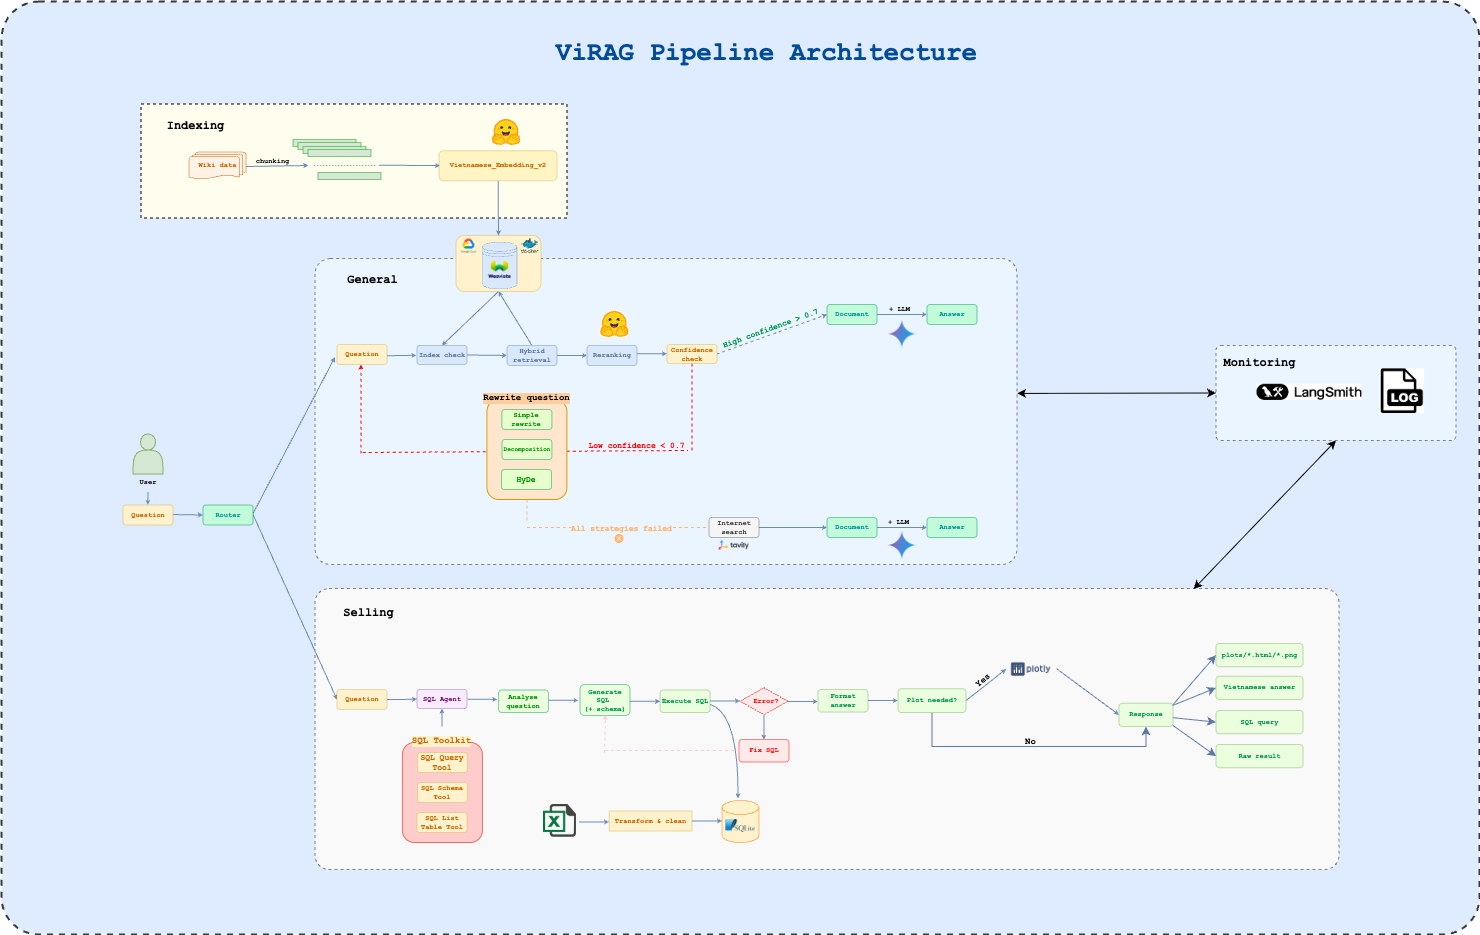 ViRAG Pipeline Architecture
Indexing
Wiki data
chunking
Vietnamese_Embedding_v2
docker
Weaviate
General
Question
Index check
Hybrid
retrieval
Reranking
Confidence
check
High confidence > 0.7
Document
+ LLM
Answer
Rewrite question
Simple
rewrite
Decomposition
HyDe
Low confidence < 0.7
All strategies failed
Internet
search
tavily
Document
+ LLM
Answer
Monitoring
LangSmith
LOG
User
Question
Router
Selling
Question
SQL Agent
Analyse
question
Generate
SQL
(+ schema)
Execute SQL
Error?
Format
answer
Plot needed?
Yes
plotly
No
Response
plots/*.html/*.png
Vietnamese answer
SQL query
Raw result
Fix SQL
SQL Toolkit
SQL Query
Tool
SQL Schema
Tool
SQL List
Table Tool
X
Transform & clean
SQLite